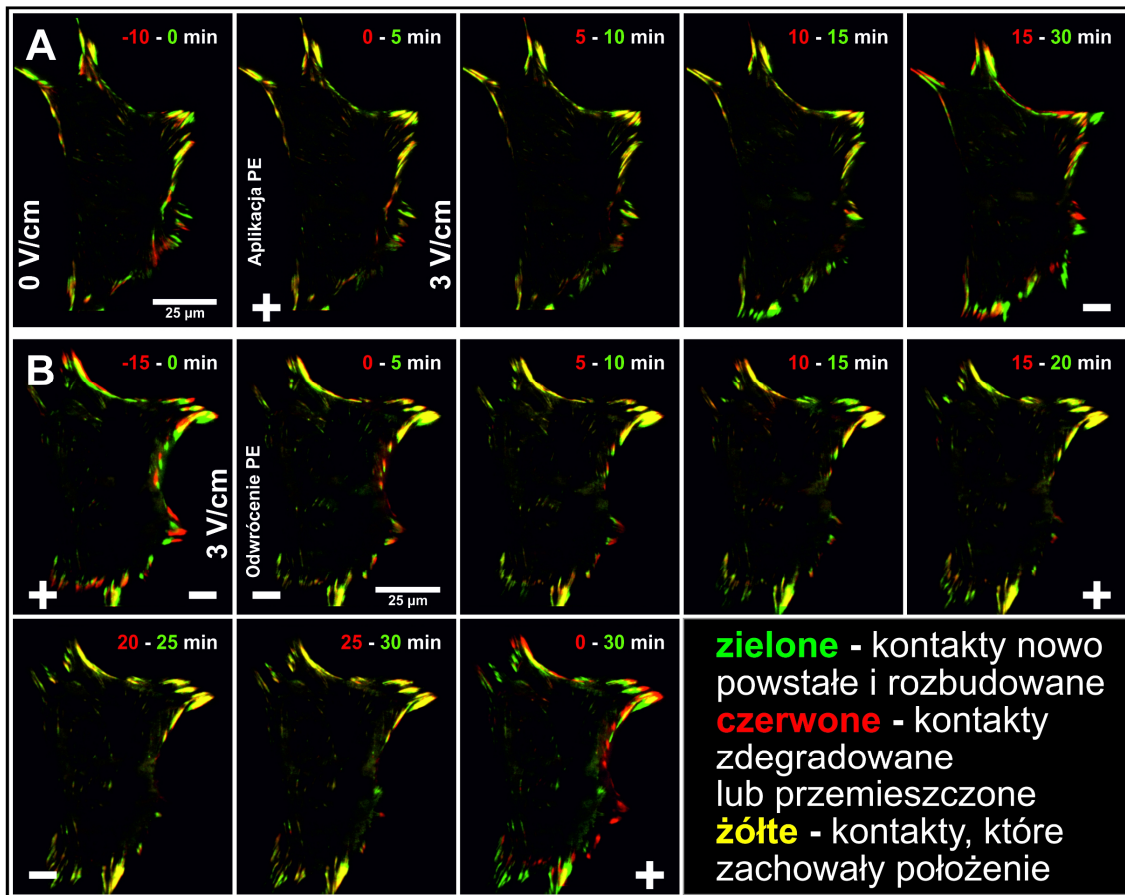 A
-10 - 0 min
0 - 5 min
5 - 10 min
10 - 15 min
15 - 30 min
0 V/cm
Aplikacja PE
3 V/cm
25 µm
+
−
B
-15 - 0 min
0 - 5 min
5 - 10 min
10 - 15 min
15 - 20 min
3 V/cm
Odwrócenie PE
25 µm
+
−
−
+
20 - 25 min
25 - 30 min
0 - 30 min
−
+
zielone - kontakty nowo
powstałe i rozbudowane
czerwone - kontakty
zdegradowane
lub przemieszczone
żółte - kontakty, które
zachowały położenie